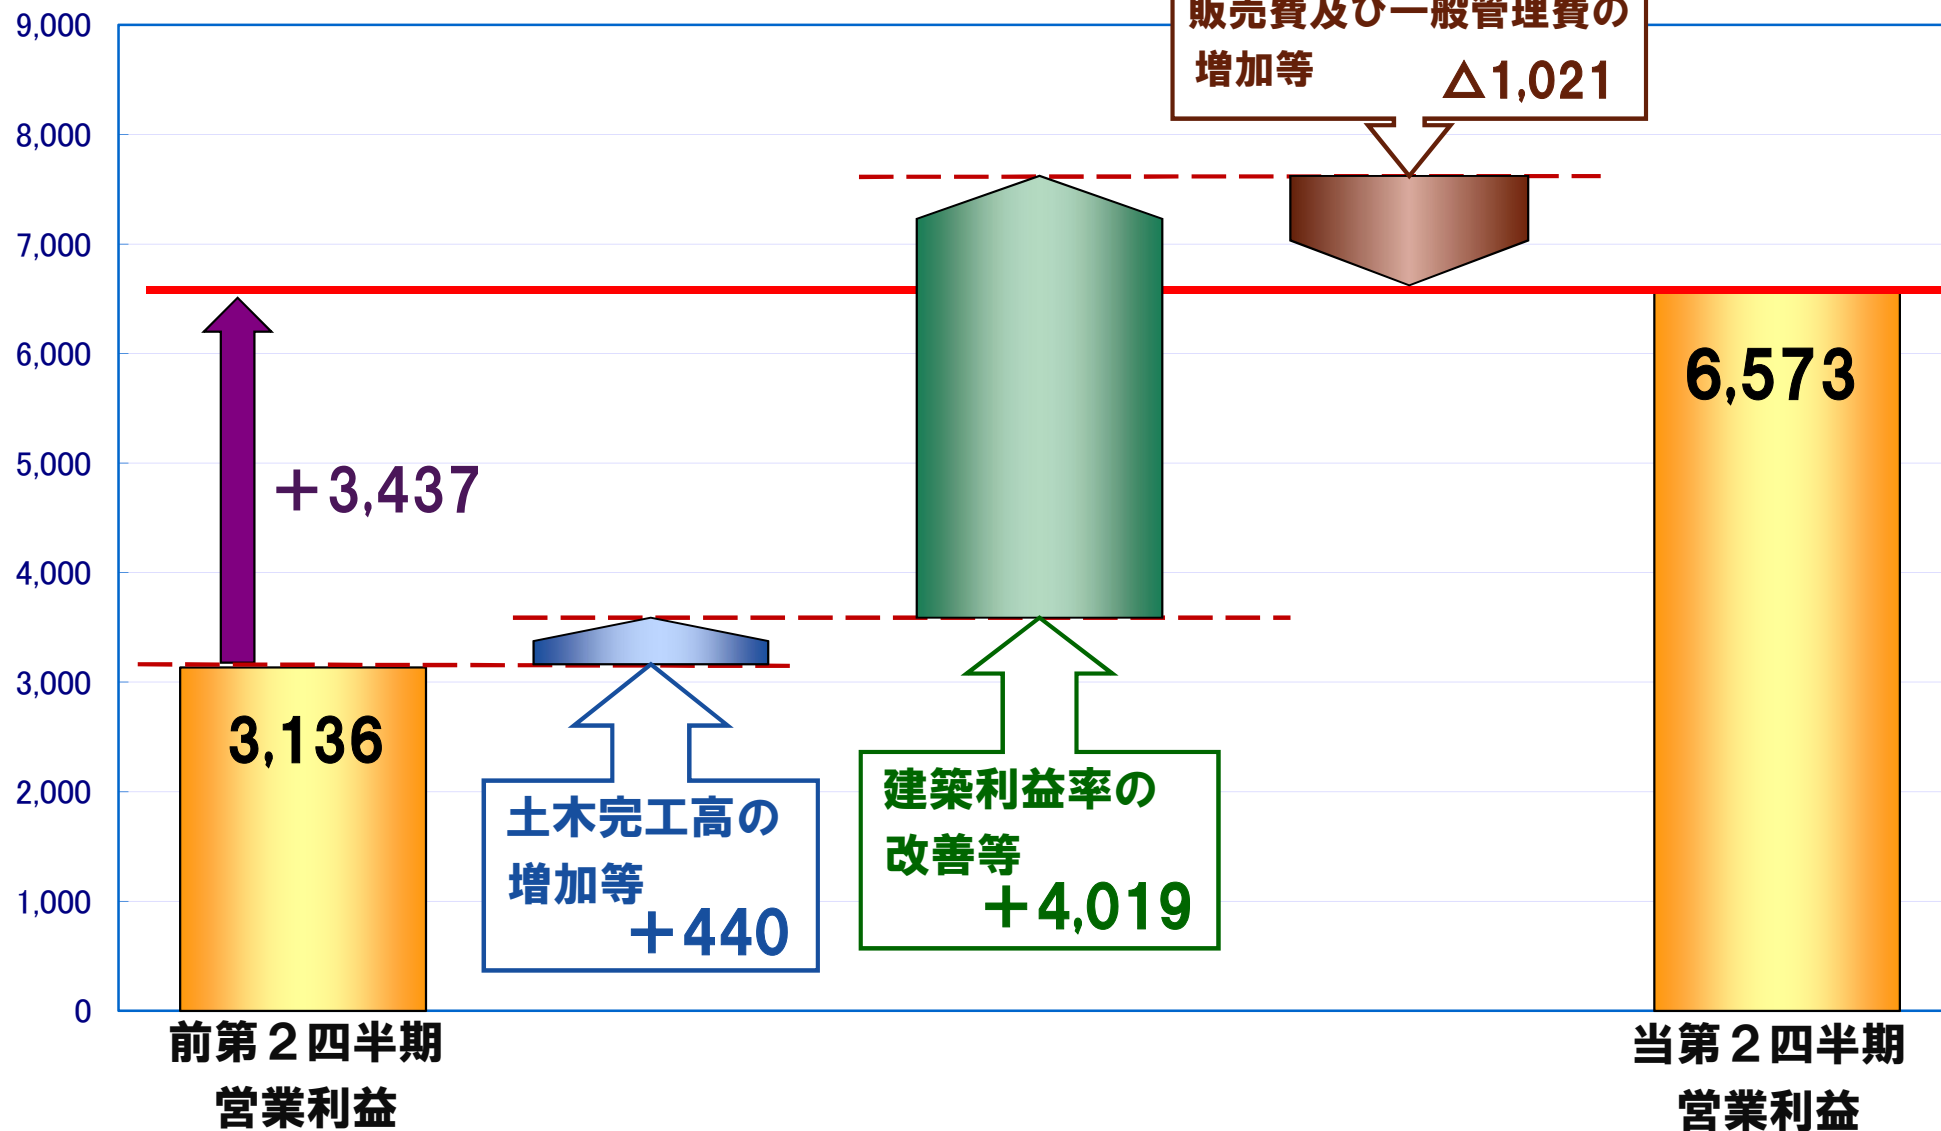 販売費及び一般管理費の
増加等
△1,021
9,000
8,000
7,000
6,000
5,000
4,000
3,000
2,000
1,000
0
＋3,437
6,573
3,136
土木完工高の
増加等
＋440
建築利益率の
改善等
＋4,019
前第２四半期
営業利益
当第２四半期
営業利益